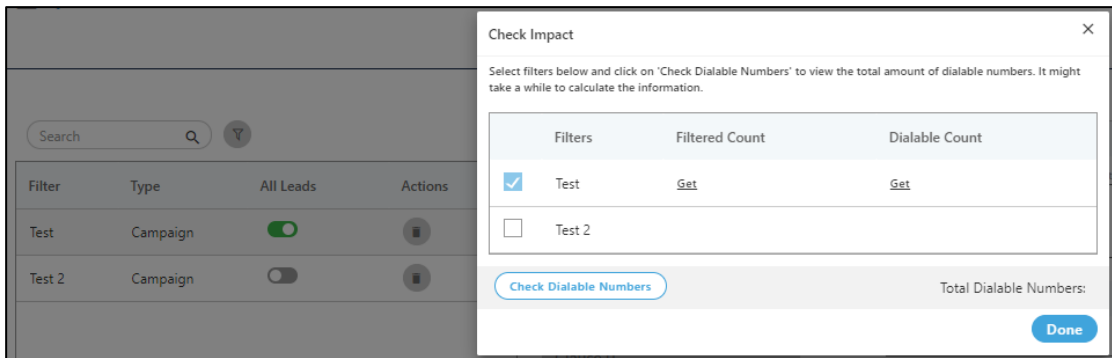 Check Impact
Select filters below and click on 'Check Dialable Numbers' to view the total amount of dialable numbers. It might
take a while to calculate the information.
Search
Filter Type All Leads Actions
Test Campaign
Test 2 Campaign
Filters Filtered Count Dialable Count
Test Get Get
Test 2
Check Dialable Numbers Total Dialable Numbers:
Done